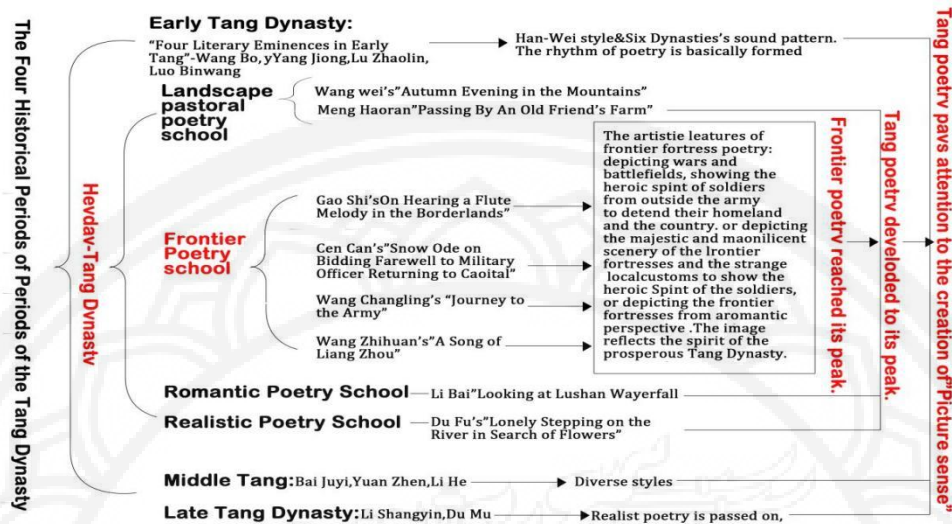 The Four Historical Periods of Periods of the Tang Dynasty
Early Tang Dynasty:
"Four Literary Eminences in Early
Tang"-Wang Bo, yYang Jiong,Lu Zhaolin,
Luo Binwang
Han-Wei style&Six Dynasties's sound pattern.
The rhythm of poetry is basically formed
Hevdav-Tang Dynastv
Landscape
pastoral
poetry
school
Wang wei's"Autumn Evening in the Mountains"
Meng Haoran"Passing By An Old Friend's Farm"
Frontier
Poetry
school
Gao Shi'sOn Hearing a Flute
Melody in the Borderlands"
Cen Can's"Snow Ode on
Bidding Farewell to Military
Officer Returning to Caoital"
Wang Changling's "Journey to
the Army"
Wang Zhihuan's"A Song of
Liang Zhou"
The artistie leatures of
frontier fortress poetry:
depicting wars and
battlefields, showing the
heroic spint of soldiers
from outside the army
to detend their homeland
and the country. or depicting
the majestic and maonilicent
scenery of the lrontier
fortresses and the strange
localcustoms to show the
heroic Spint of the soldiers,
or depicting the frontier
fortresses from aromantic
perspective .The image
reflects the spirit of the
prosperous Tang Dynasty.
Frontier poetrv reached its peak.
Tang poetrv develoded to its peak.
Tang poetrv pavs attention to the creation of"Picture sense"
Romantic Poetry School
Li Bai"Looking at Lushan Wayerfall
Realistic Poetry School
Du Fu's"Lonely Stepping on the
River in Search of Flowers"
Middle Tang:Bai Juyi,Yuan Zhen,Li He
Diverse styles
Late Tang Dynasty:Li Shangyin,Du Mu
Realist poetry is passed on,